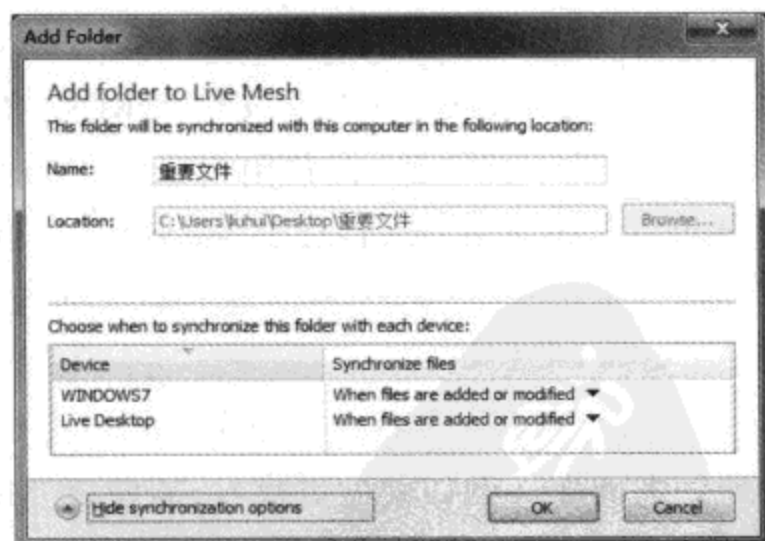 Add Folder
Add folder to Live Mesh
This folder will be synchronized with this computer in the following location:
Name: 重要文件
Location: C:\Users\liuhui\Desktop\重要文件 Browse...
Choose when to synchronize this folder with each device:
Device Synchronize files
WINDOWS7 When files are added or modified
Live Desktop When files are added or modified
Hide synchronization options OK Cancel